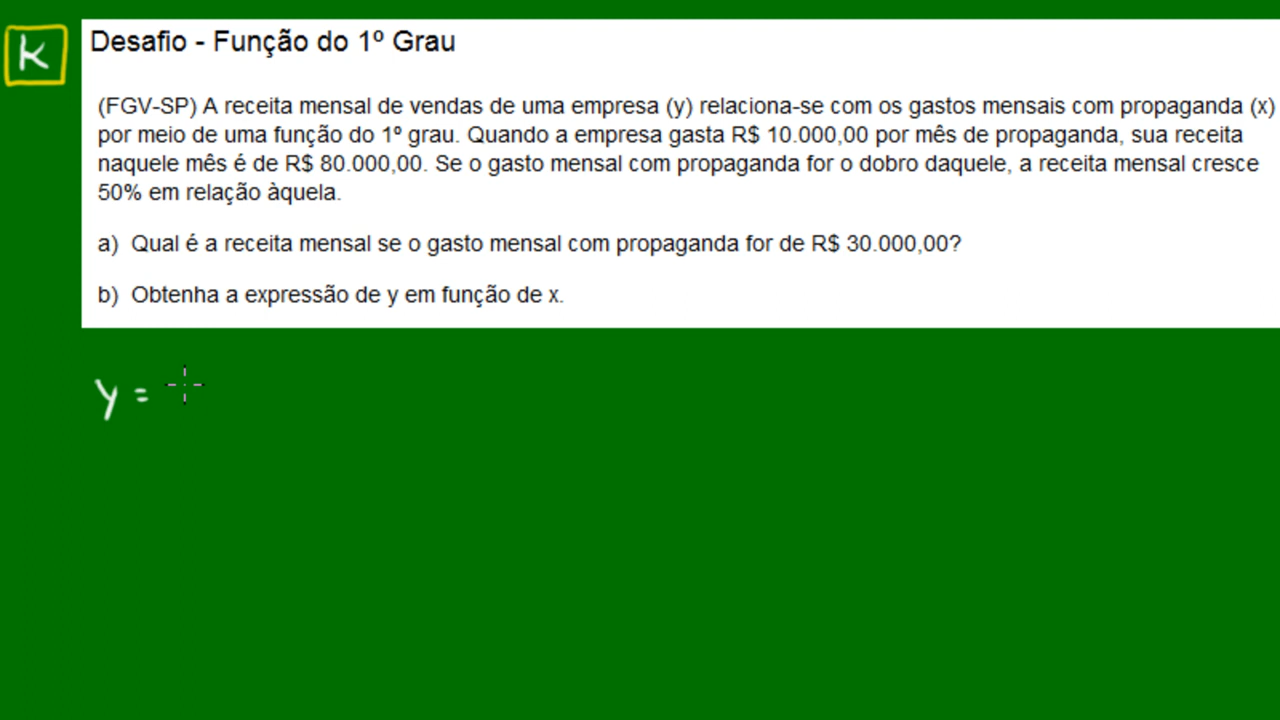 K
Desafio - Função do 1º Grau
(FGV-SP) A receita mensal de vendas de uma empresa (y) relaciona-se com os gastos mensais com propaganda (x)
por meio de uma função do 1º grau. Quando a empresa gasta R$ 10.000,00 por mês de propaganda, sua receita
naquele mês é de R$ 80.000,00. Se o gasto mensal com propaganda for o dobro daquele, a receita mensal cresce
50% em relação àquela.
a) Qual é a receita mensal se o gasto mensal com propaganda for de R$ 30.000,00?
b) Obtenha a expressão de y em função de x.
y =